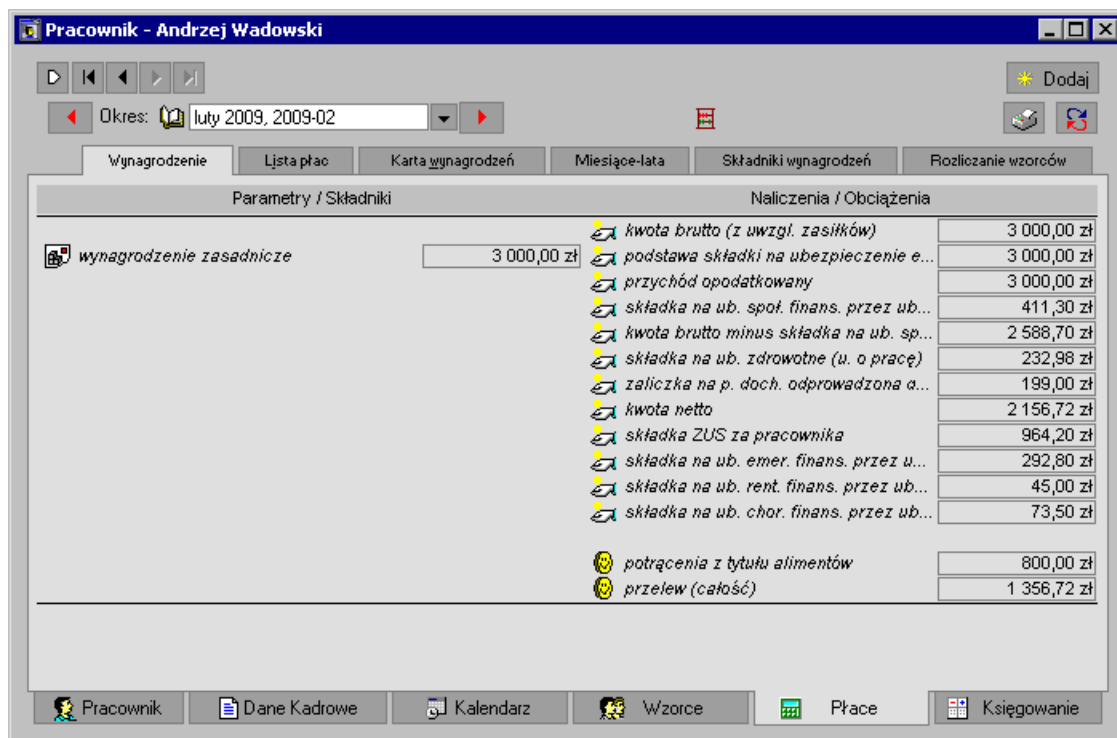 Pracownik - Andrzej Wadowski
Dodaj
Okres: luty 2009, 2009-02
Wynagrodzenie Lista płac Karta wynagrodzeń Miesiące-lata Składniki wynagrodzeń Rozliczanie wzorców
Parametry / Składniki Naliczenia / Obciążenia
kwota brutto (z uwzgl. zasiłków) 3 000,00 zł
wynagrodzenie zasadnicze 3 000,00 zł podstawa składki na ubezpieczenie e... 3 000,00 zł
przychód opodatkowany 3 000,00 zł
składka na ub. społ. finans. przez ub... 411,30 zł
kwota brutto minus składka na ub. sp... 2 588,70 zł
składka na ub. zdrowotne (u. o pracę) 232,98 zł
zaliczka na p. doch. odprowadzona d... 199,00 zł
kwota netto 2 156,72 zł
składka ZUS za pracownika 964,20 zł
składka na ub. emer. finans. przez u... 292,80 zł
składka na ub. rent. finans. przez ub... 45,00 zł
składka na ub. chor. finans. przez ub... 73,50 zł
potrącenia z tytułu alimentów 800,00 zł
przelew (całość) 1 356,72 zł
Pracownik Dane Kadrowe Kalendarz Wzorce Płace Księgowanie